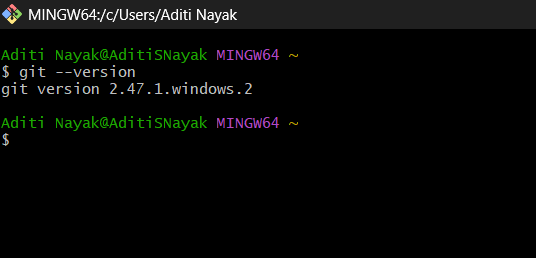 MINGW64:/c/Users/Aditi Nayak
Aditi Nayak@AditiSNayak MINGW64 ~
$ git --version
git version 2.47.1.windows.2
Aditi Nayak@AditiSNayak MINGW64 ~
$